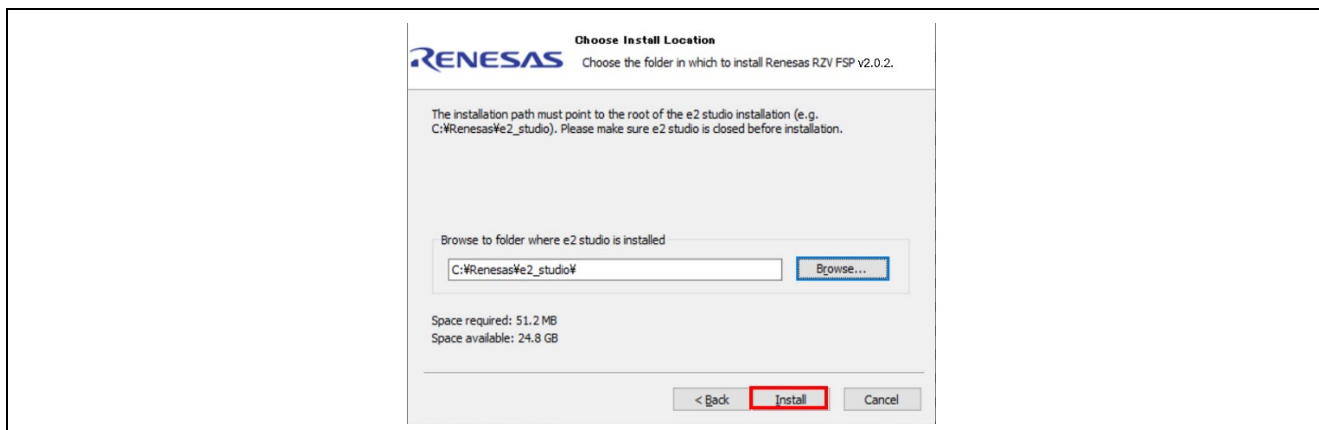 Choose Install Location
RENESAS
Choose the folder in which to install Renesas RZV FSP v2.0.2.
The installation path must point to the root of the e2 studio installation (e.g.
C:¥Renesas¥e2_studio). Please make sure e2 studio is closed before installation.
Browse to folder where e2 studio is installed
C:¥Renesas¥e2_studio¥
Browse...
Space required: 51.2 MB
Space available: 24.8 GB
< Back
Install
Cancel